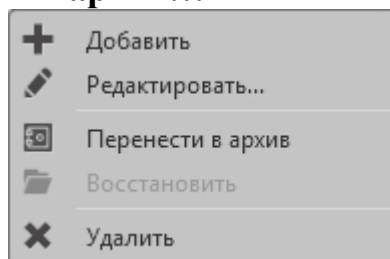 Добавить
Редактировать...
Перенести в архив
Восстановить
Удалить